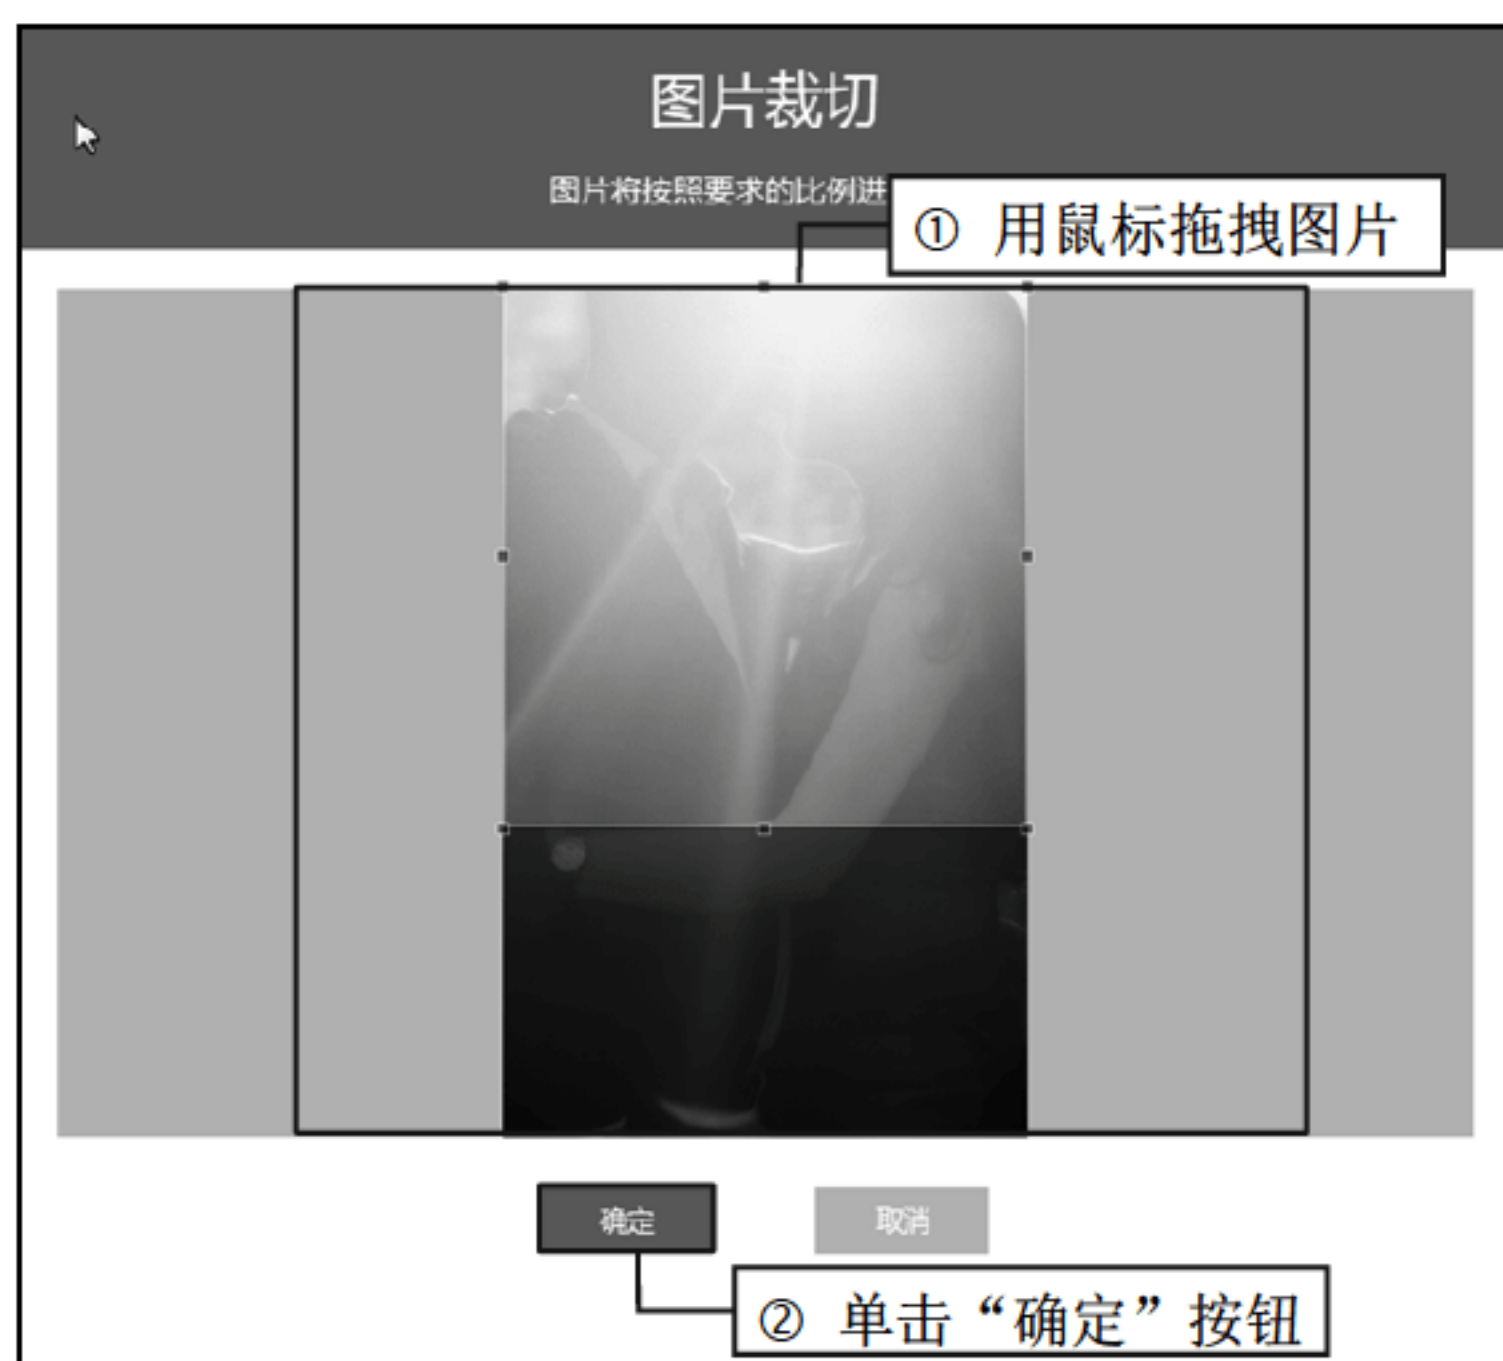 图片裁切
图片将按照要求的比例进
① 用鼠标拖拽图片
确定
取消
② 单击“确定”按钮